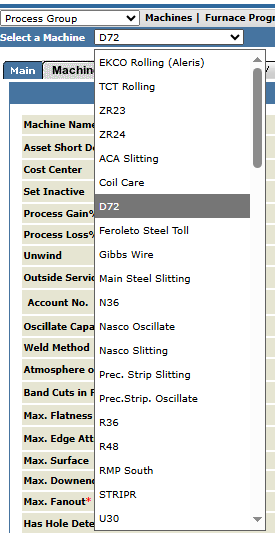 Process Group Machines | Furnace Progr
Select a Machine D72
Main Machine
EKCO Rolling (Aleris)
TCT Rolling
ZR23
ZR24
ACA Slitting
Coil Care
D72
Feroleto Steel Toll
Gibbs Wire
Main Steel Slitting
N36
Nasco Oscillate
Nasco Slitting
Prec. Strip Slitting
Prec.Strip. Oscillate
R36
R48
RMP South
STRIPR
U30
Machine Name
Asset Short De
Cost Center
Set Inactive
Process Gain%
Process Loss%
Unwind
Outside Servic
Account No.
Oscillate Capa
Weld Method
Atmosphere o
Band Cuts in F
Max. Flatness
Max. Edge Att
Max. Surface
Max. Downend
Max. Fanout*
Has Hole Dete